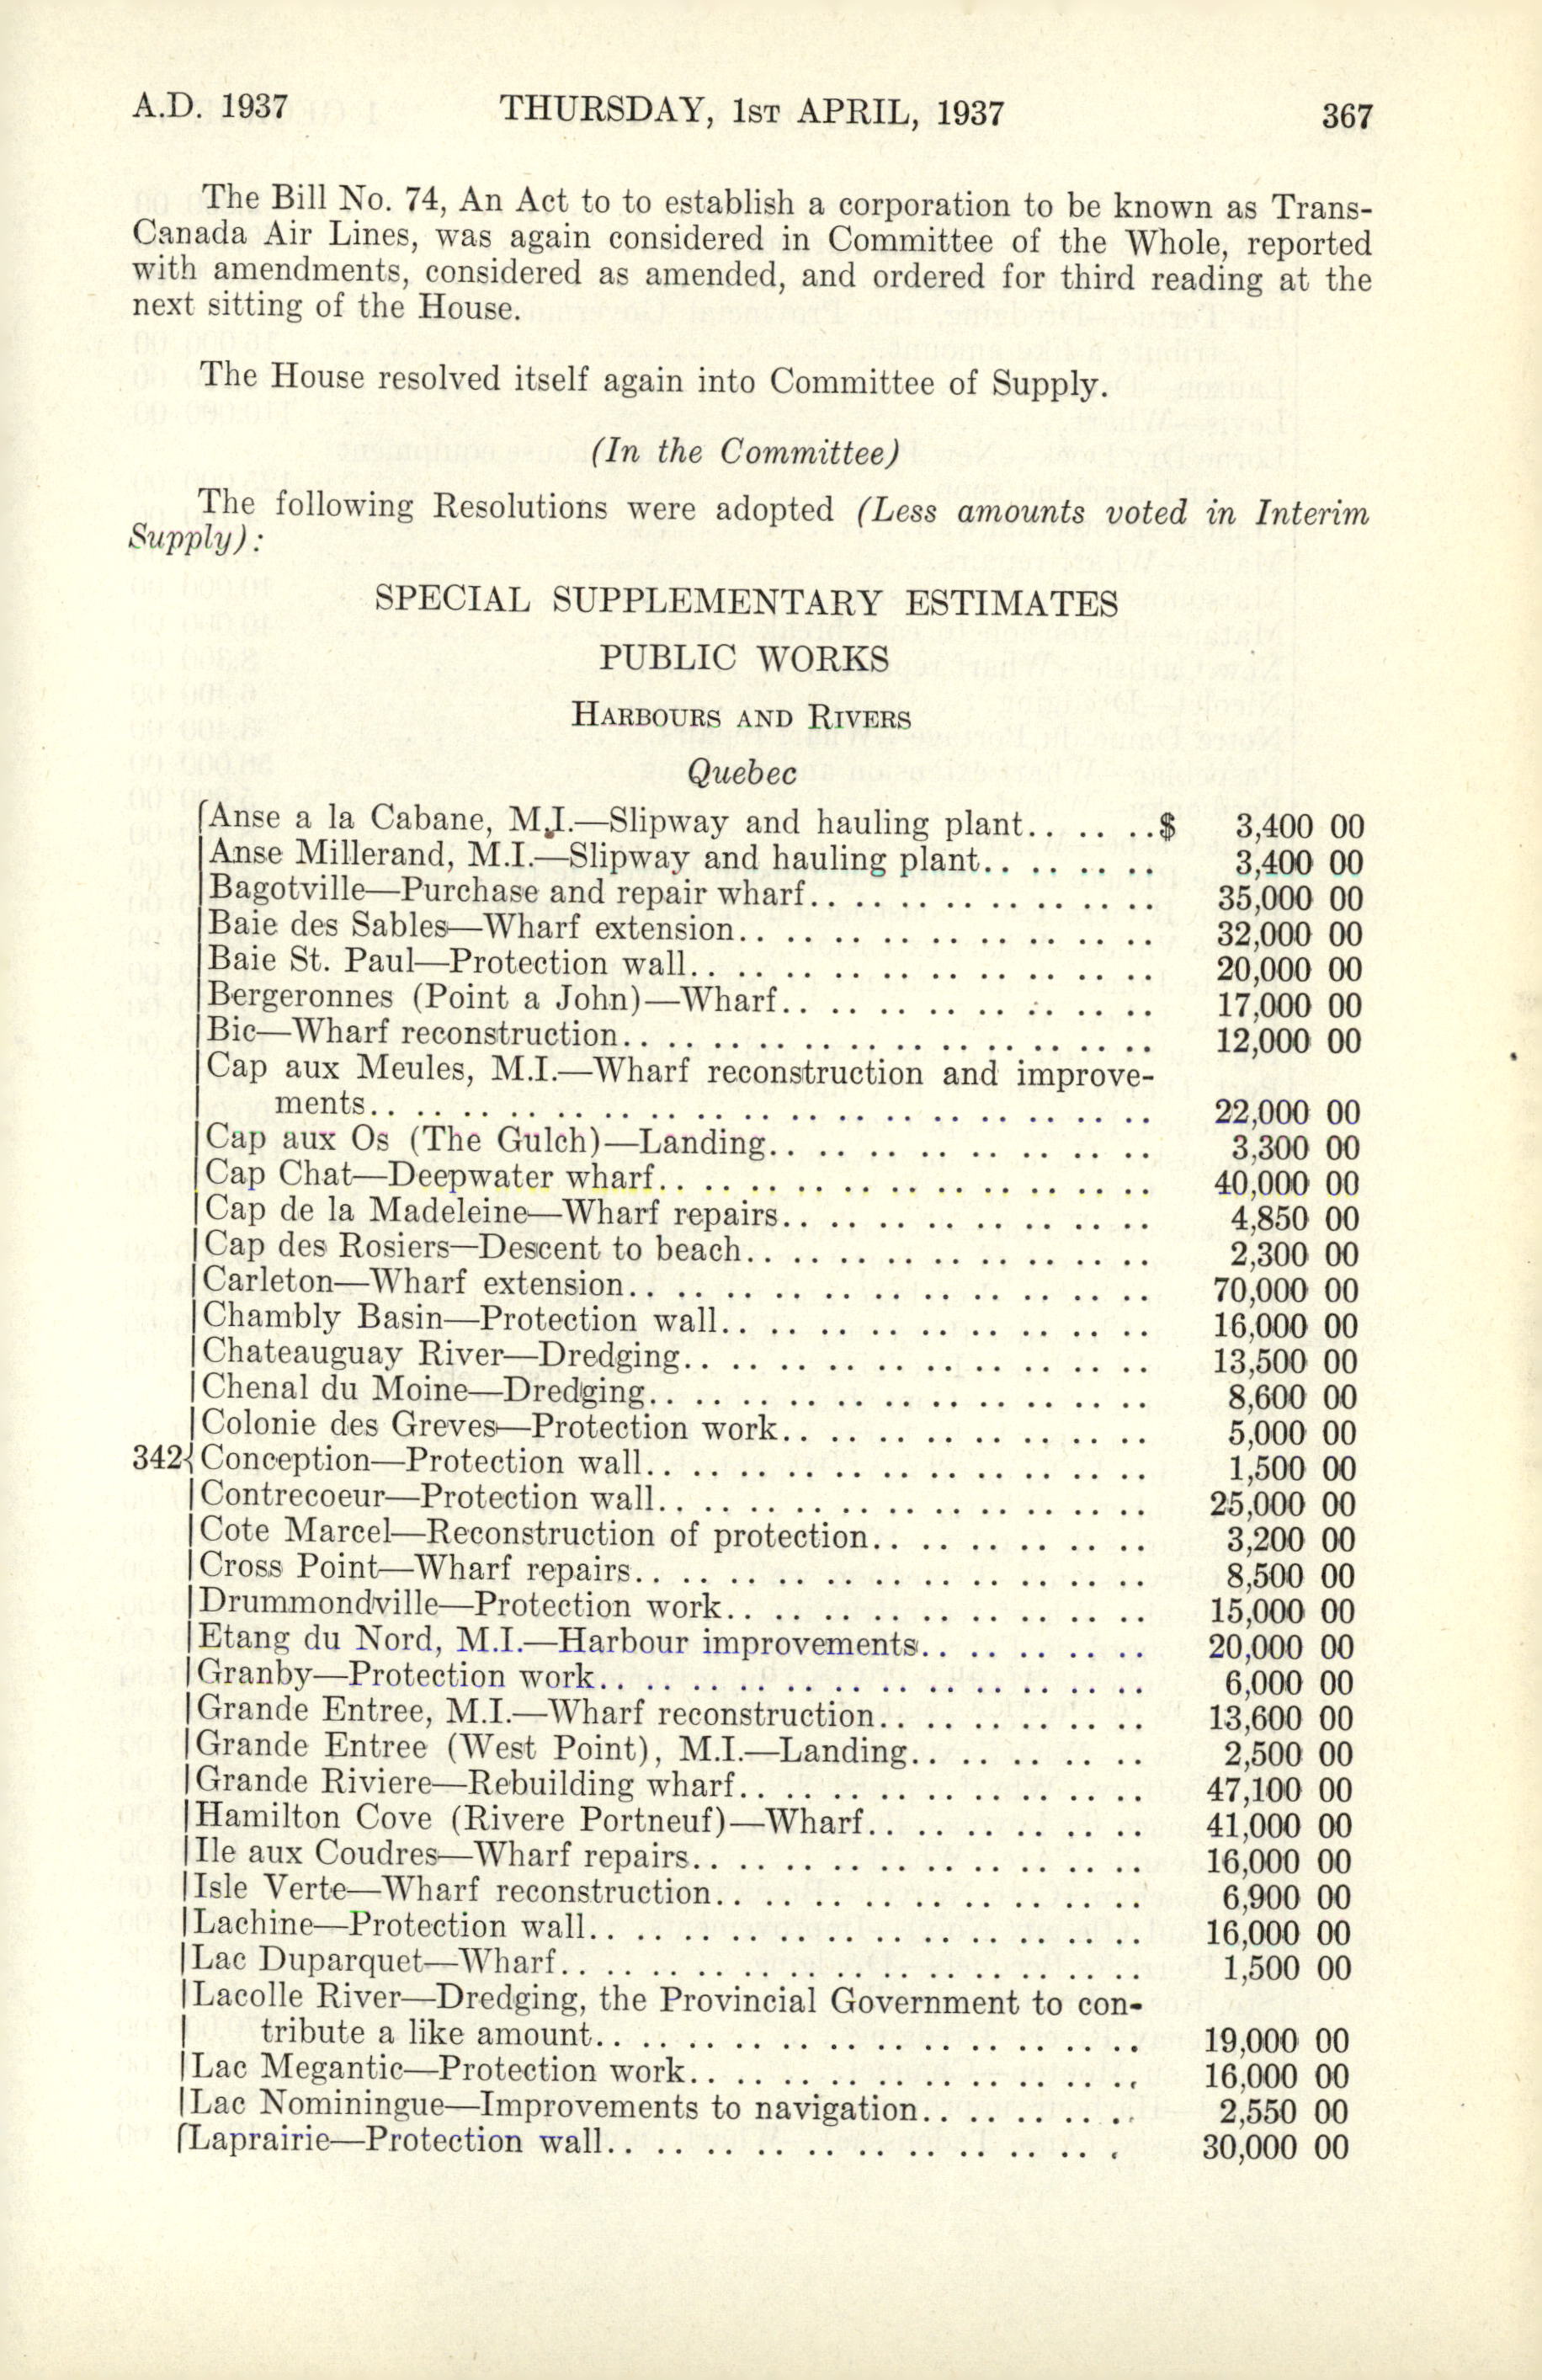 A.D. 1937 THURSDAY, 1ST APRIL, 1937 367
The Bill No. 74, An Act to to establish a corporation to be known as Trans-
Canada Air Lines, was again considered in Committee of the Whole, reported
with amendments, considered as amended, and ordered for third reading at the
next sitting of the House.
The House resolved itself again into Committee of Supply.
(In the Committee)
The following Resolutions were adopted (Less amounts voted in Interim
Supply):
SPECIAL SUPPLEMENTARY ESTIMATES
PUBLIC WORKS
HARBOURS AND RIVERS
Quebec
Anse a la Cabane, M.I.—Slipway and hauling plant.. .. .. ..$ 3,400 00
Anse Millerand, M.I.—Slipway and hauling plant.. .. .. .. 3,400 00
Bagotville—Purchase and repair wharf.. .. .. .. .. .. .. .. 35,000 00
Baie des Sables—Wharf extension.. .. .. .. .. .. .. .. .. 32,000 00
Baie St. Paul—Protection wall.. .. .. .. .. .. .. .. .. .. 20,000 00
Bergeronnes (Point a John)—Wharf.. .. .. .. .. .. .. .. 17,000 00
Bic—Wharf reconstruction.. .. .. .. .. .. .. .. .. .. .. .. 12,000 00
Cap aux Meules, M.I.—Wharf reconstruction and improve-
ments.. .. .. .. .. .. .. .. .. .. .. .. .. .. .. .. .. 22,000 00
Cap aux Os (The Gulch)—Landing.. .. .. .. .. .. .. .. 3,300 00
Cap Chat—Deepwater wharf.. .. .. .. .. .. .. .. .. .. .. 40,000 00
Cap de la Madeleine—Wharf repairs.. .. .. .. .. .. .. .. 4,850 00
Cap des Rosiers—Descent to beach.. .. .. .. .. .. .. .. .. 2,300 00
Carleton—Wharf extension.. .. .. .. .. .. .. .. .. .. .. 70,000 00
Chambly Basin—Protection wall.. .. .. .. .. .. .. .. .. 16,000 00
Chateauguay River—Dredging.. .. .. .. .. .. .. .. .. .. 13,500 00
Chenal du Moine—Dredging.. .. .. .. .. .. .. .. .. .. .. 8,600 00
Colonie des Greves—Protection work.. .. .. .. .. .. .. .. 5,000 00
342{Conception—Protection wall.. .. .. .. .. .. .. .. .. .. .. 1,500 00
Contrecoeur—Protection wall.. .. .. .. .. .. .. .. .. .. .. 25,000 00
Cote Marcel—Reconstruction of protection.. .. .. .. .. .. 3,200 00
Cross Point—Wharf repairs.. .. .. .. .. .. .. .. .. .. .. 8,500 00
Drummondville—Protection work.. .. .. .. .. .. .. .. .. 15,000 00
Etang du Nord, M.I.—Harbour improvements.. .. .. .. .. 20,000 00
Granby—Protection work.. .. .. .. .. .. .. .. .. .. .. .. 6,000 00
Grande Entree, M.I.—Wharf reconstruction.. .. .. .. .. .. 13,600 00
Grande Entree (West Point), M.I.—Landing.. .. .. .. .. 2,500 00
Grande Riviere—Rebuilding wharf.. .. .. .. .. .. .. .. .. 47,100 00
Hamilton Cove (Rivere Portneuf)—Wharf.. .. .. .. .. .. 41,000 00
Ile aux Coudres—Wharf repairs.. .. .. .. .. .. .. .. .. .. 16,000 00
Isle Verte—Wharf reconstruction.. .. .. .. .. .. .. .. .. 6,900 00
Lachine—Protection wall.. .. .. .. .. .. .. .. .. .. .. .. 16,000 00
Lac Duparquet—Wharf.. .. .. .. .. .. .. .. .. .. .. .. .. 1,500 00
Lacolle River—Dredging, the Provincial Government to con-
tribute a like amount.. .. .. .. .. .. .. .. .. .. .. .. 19,000 00
Lac Megantic—Protection work.. .. .. .. .. .. .. .. .. .. 16,000 00
Lac Nominingue—Improvements to navigation.. .. .. .. .. 2,550 00
Laprairie—Protection wall.. .. .. .. .. .. .. .. .. .. . 30,000 00